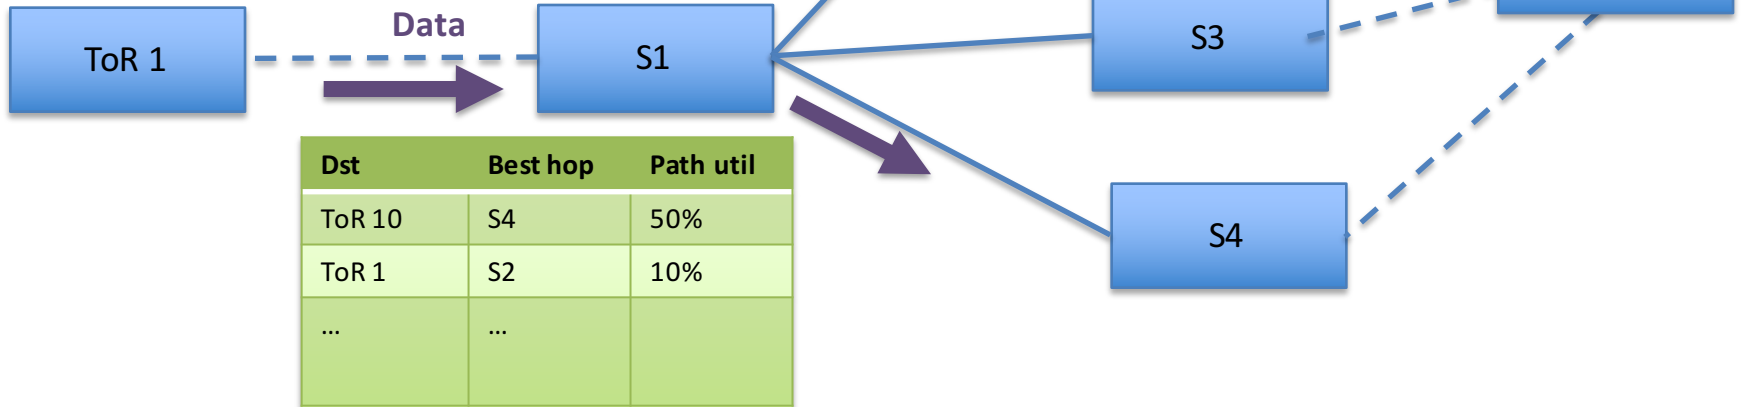 Data
ToR 1
S1
S3
Dst Best hop Path util
ToR 10 S4 50%
ToR 1 S2 10%
... ...
S4